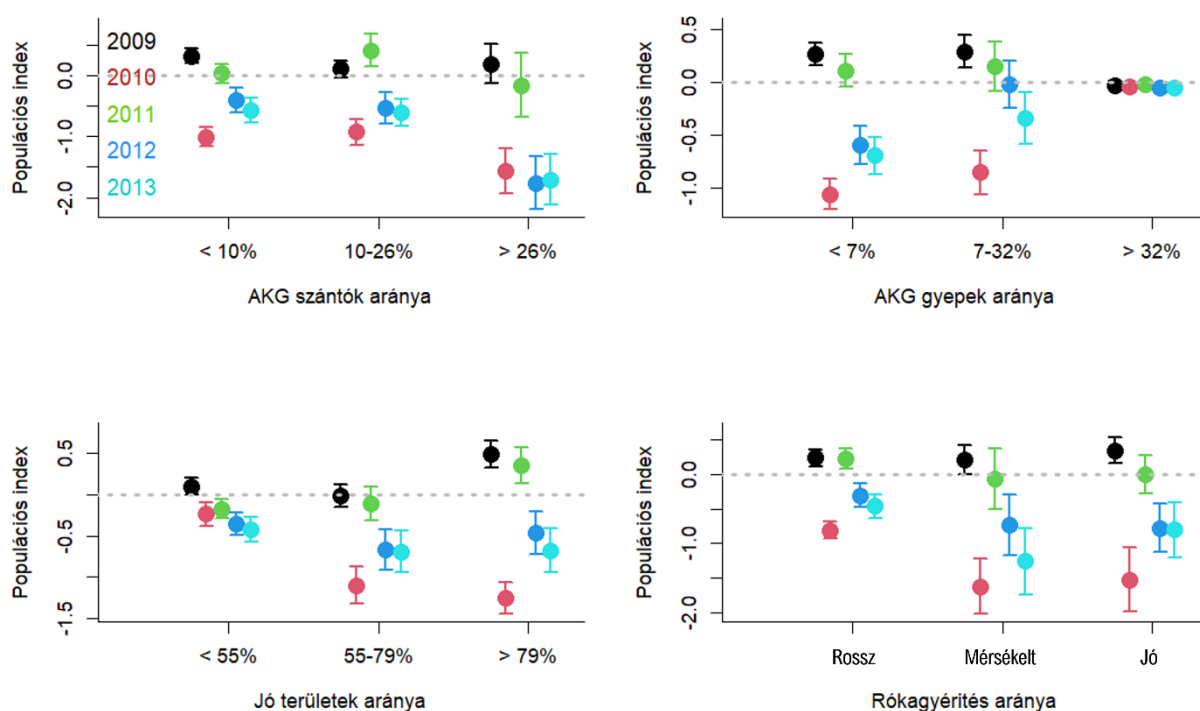 Populációs index
0.0
-1.0
-2.0
2009
2010
2011
2012
2013
< 10%
10-26%
> 26%
AKG szántók aránya
Populációs index
0.5
0.0
-0.5
-1.0
< 7%
7-32%
> 32%
AKG gyepek aránya
Populációs index
0.5
-0.5
-1.5
< 55%
55-79%
> 79%
Jó területek aránya
Populációs index
0.0
-1.0
-2.0
Rossz
Mérsékelt
Jó
Rókagyérités aránya